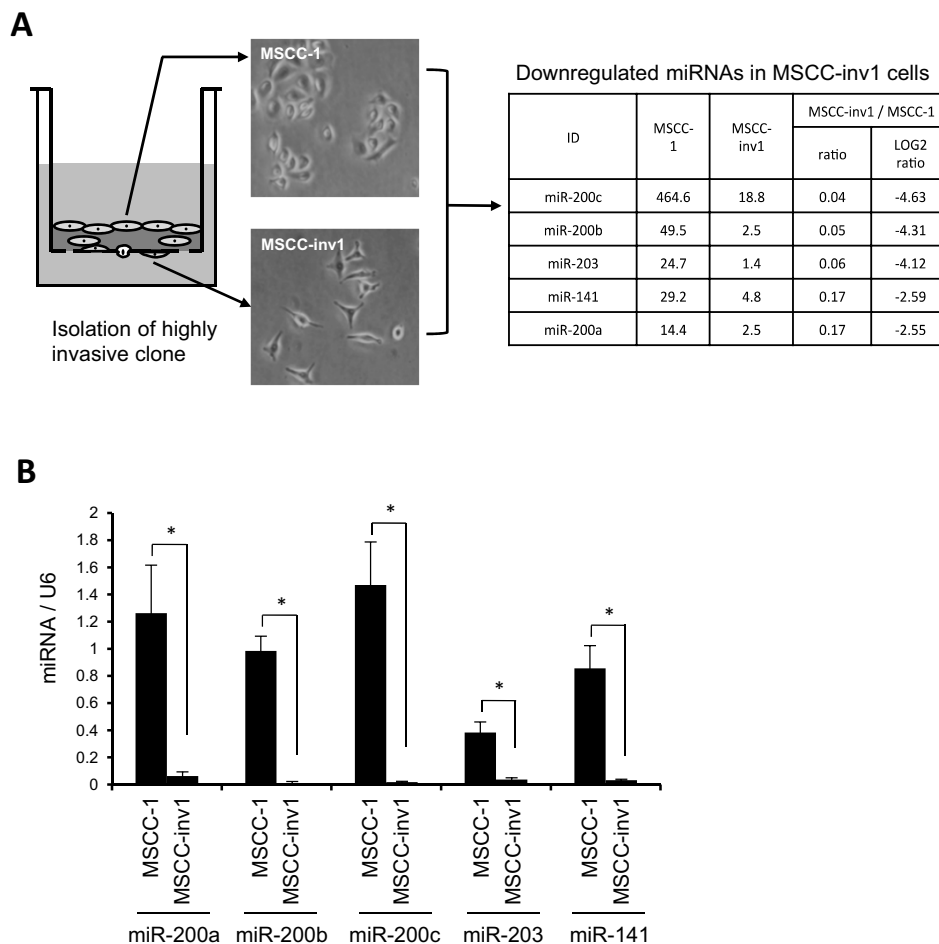 A
MSCC-1
MSCC-inv1
Isolation of highly
invasive clone
Downregulated miRNAs in MSCC-inv1 cells
ID
MSCC-
1
MSCC-
inv1
MSCC-inv1 / MSCC-1
ratio
LOG2
ratio
miR-200c 464.6 18.8 0.04 -4.63
miR-200b 49.5 2.5 0.05 -4.31
miR-203 24.7 1.4 0.06 -4.12
miR-141 29.2 4.8 0.17 -2.59
miR-200a 14.4 2.5 0.17 -2.55
B
miRNA / U6
2
1.8
1.6
1.4
1.2
1
0.8
0.6
0.4
0.2
0
* * * * *
MSCC-1 MSCC-inv1 MSCC-1 MSCC-inv1 MSCC-1 MSCC-inv1 MSCC-1 MSCC-inv1 MSCC-1 MSCC-inv1
miR-200a miR-200b miR-200c miR-203 miR-141